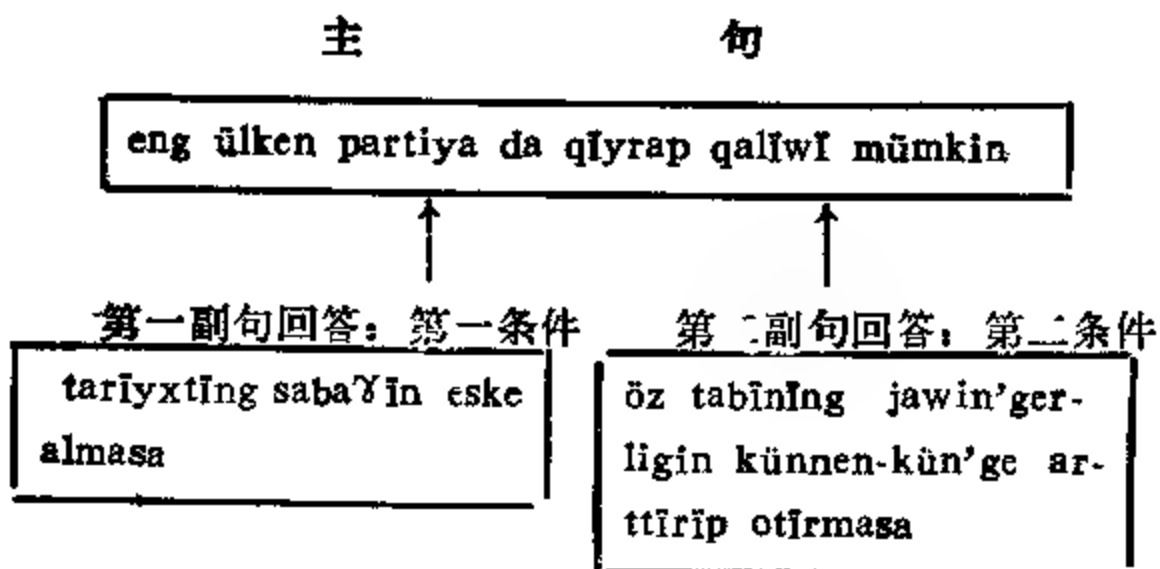 主 句
eng ülken partiya da qīyrap qalīwī mümkin
第一副句回答：第一条件
第二副句回答：第二条件
tarīyxtīng sabaɣīn eske
almasa
öz tabīnīng jawin’ger-
ligin künnen-kün’ge ar-
ttīrīp otīrmasa